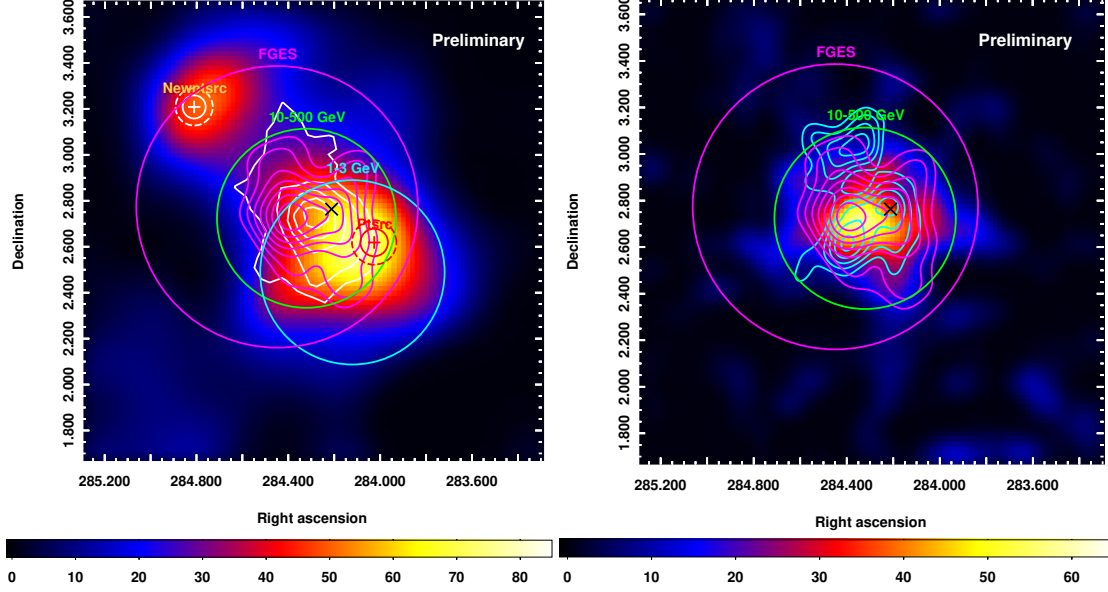 Preliminary
FGES
Newptsrc
10-500 GeV
1-3 GeV
Ptsrc
3.600
3.400
3.200
3.000
2.800
2.600
2.400
2.200
2.000
1.800
Declination
285.200 284.800 284.400 284.000 283.600
Right ascension
0 10 20 30 40 50 60 70 80
Preliminary
FGES
10-500 GeV
3.600
3.400
3.200
3.000
2.800
2.600
2.400
2.200
2.000
1.800
Declination
285.200 284.800 284.400 284.000 283.600
Right ascension
0 10 20 30 40 50 60